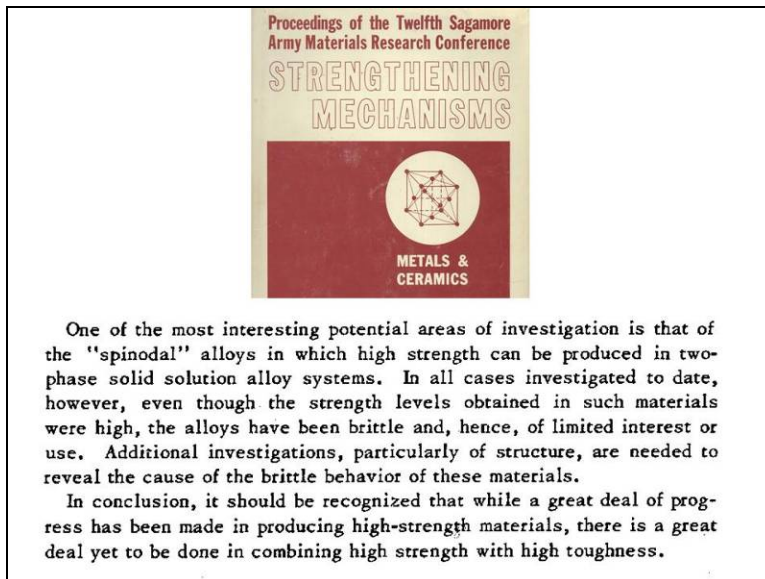 Proceedings of the Twelfth Sagamore
Army Materials Research Conference
STRENGTHENING
MECHANISMS
METALS &
CERAMICS
One of the most interesting potential areas of investigation is that of
the "spinodal" alloys in which high strength can be produced in two-
phase solid solution alloy systems. In all cases investigated to date,
however, even though the strength levels obtained in such materials
were high, the alloys have been brittle and, hence, of limited interest or
use. Additional investigations, particularly of structure, are needed to
reveal the cause of the brittle behavior of these materials.
In conclusion, it should be recognized that while a great deal of prog-
ress has been made in producing high-strength materials, there is a great
deal yet to be done in combining high strength with high toughness.